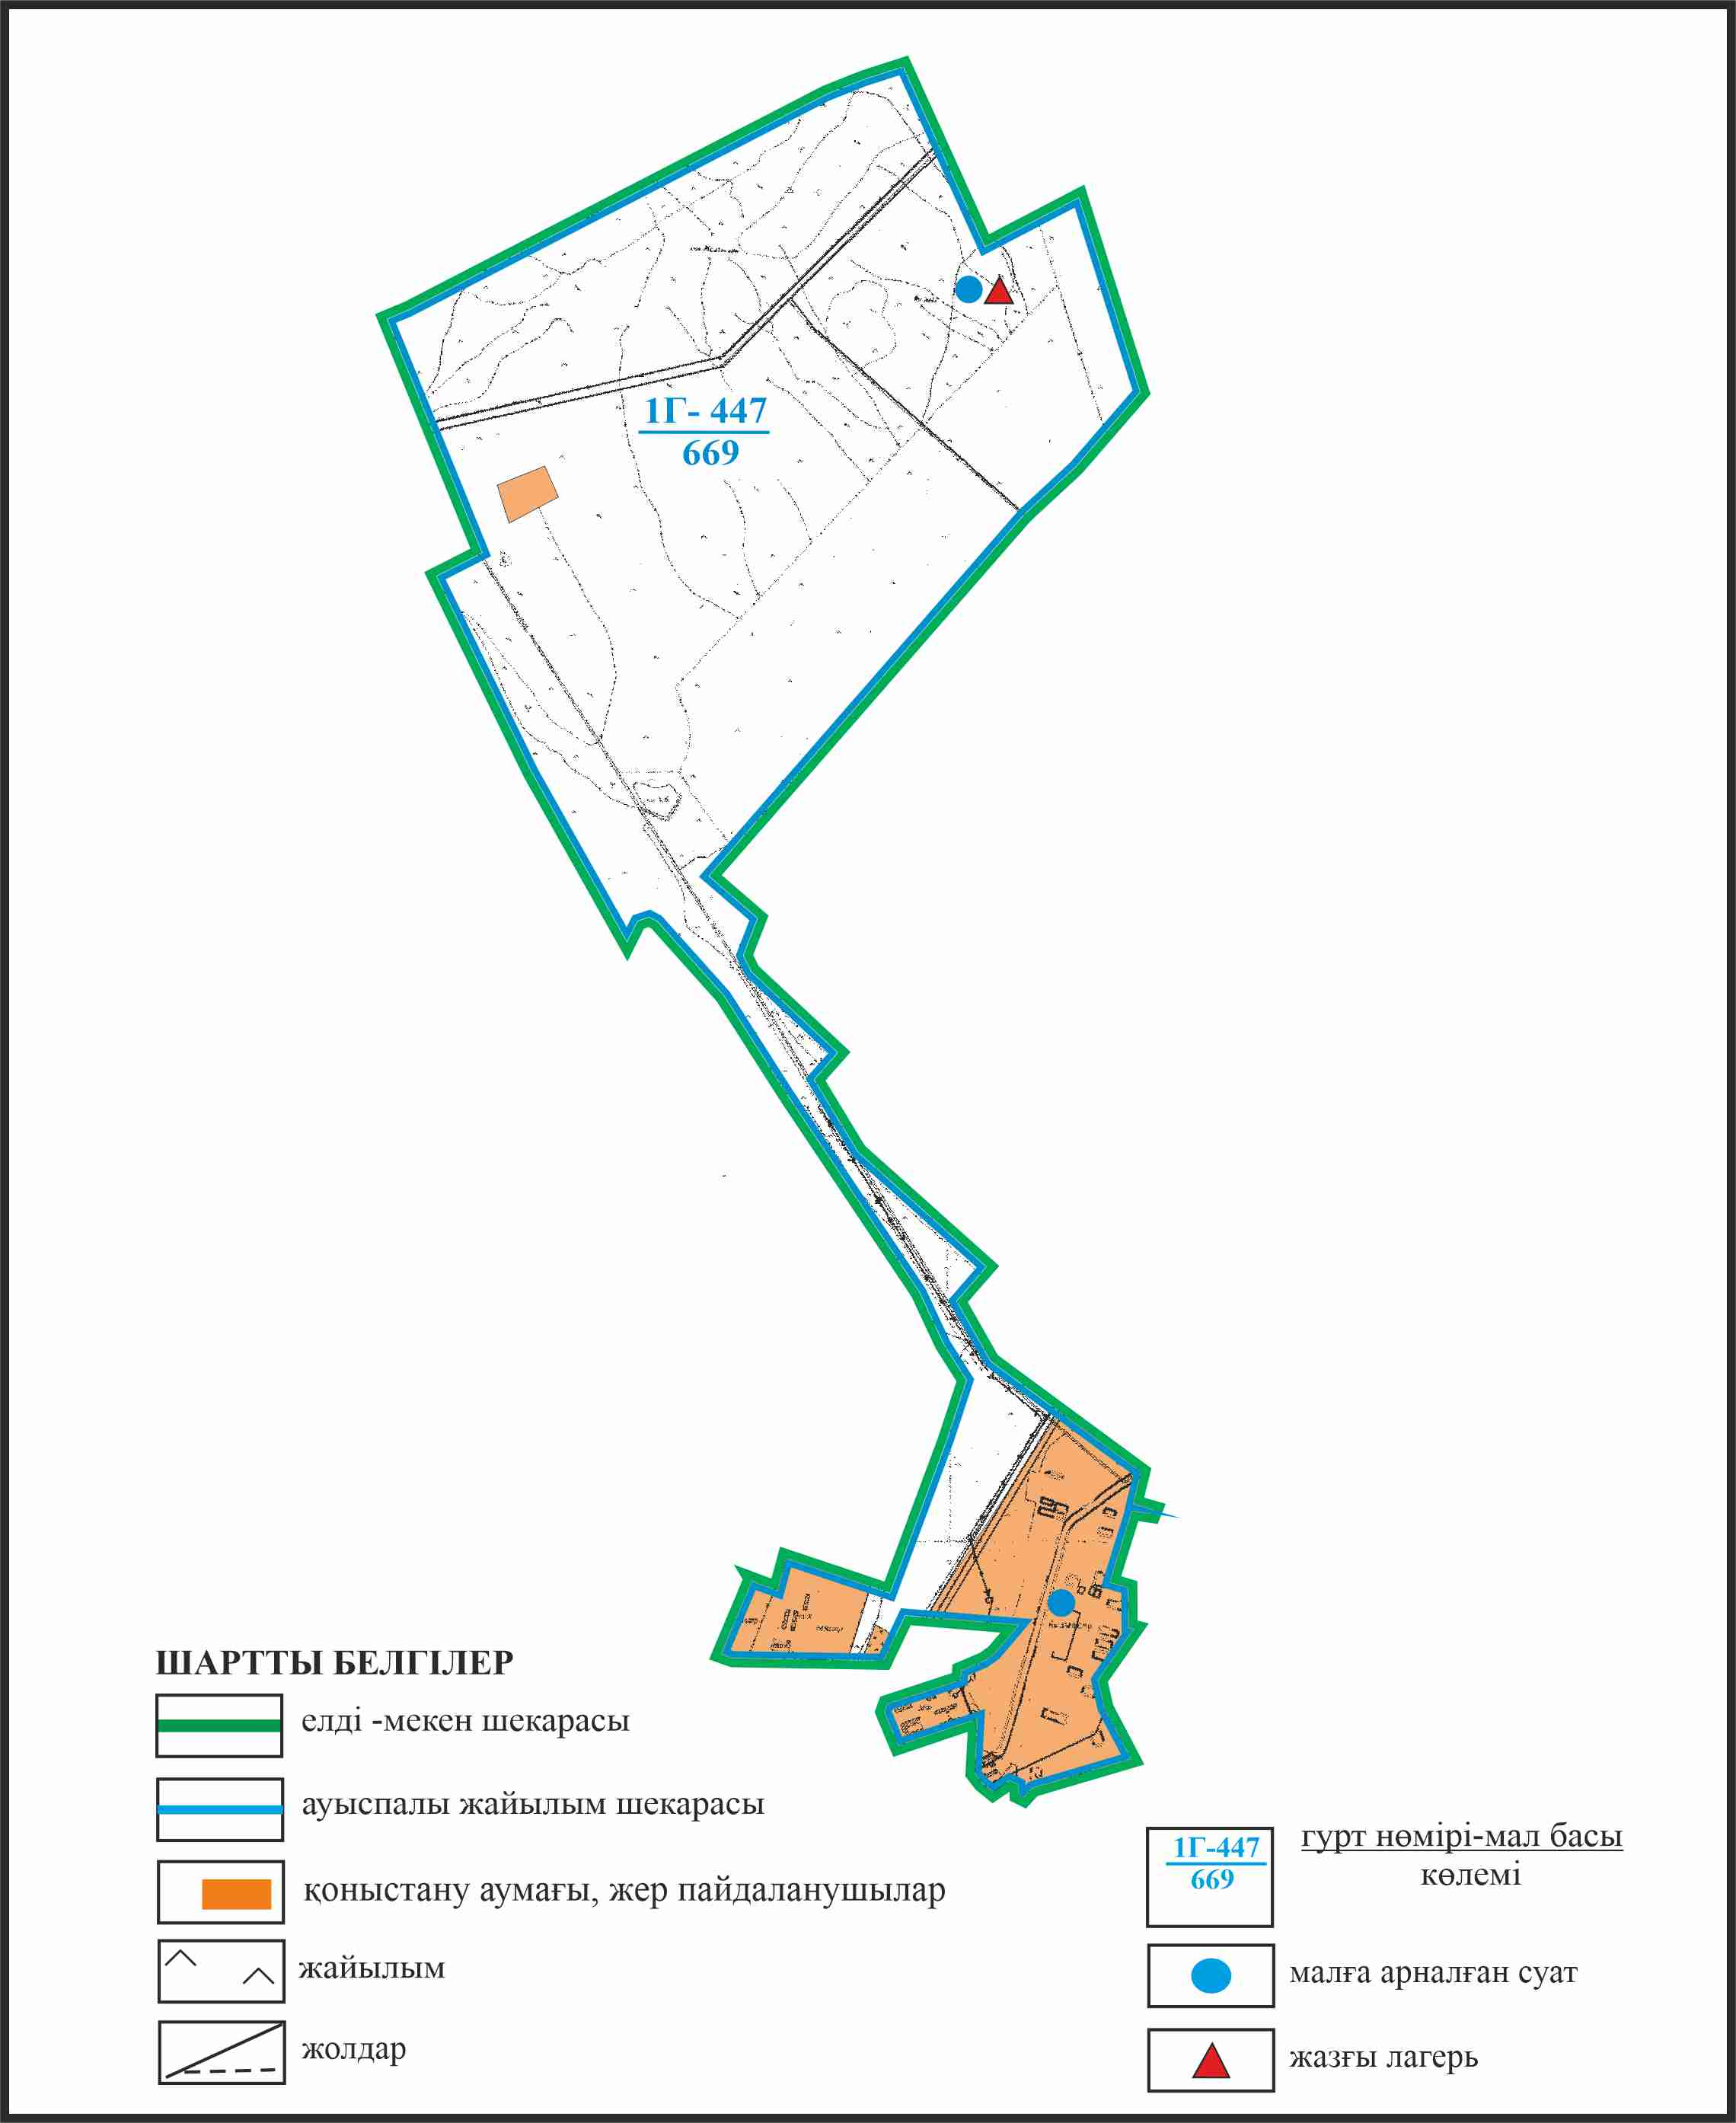 1Г- 447
669
ШАРТТЫ БЕЛГІЛЕР
елді -мекен шекарасы
ауыспалы жайылым шекарасы
қоныстану аумағы, жер пайдаланушылар
жайылым
жолдар
1Г-447
669
гурт нөмірі-мал басы
көлемі
малға арналған суат
жазғы лагерь